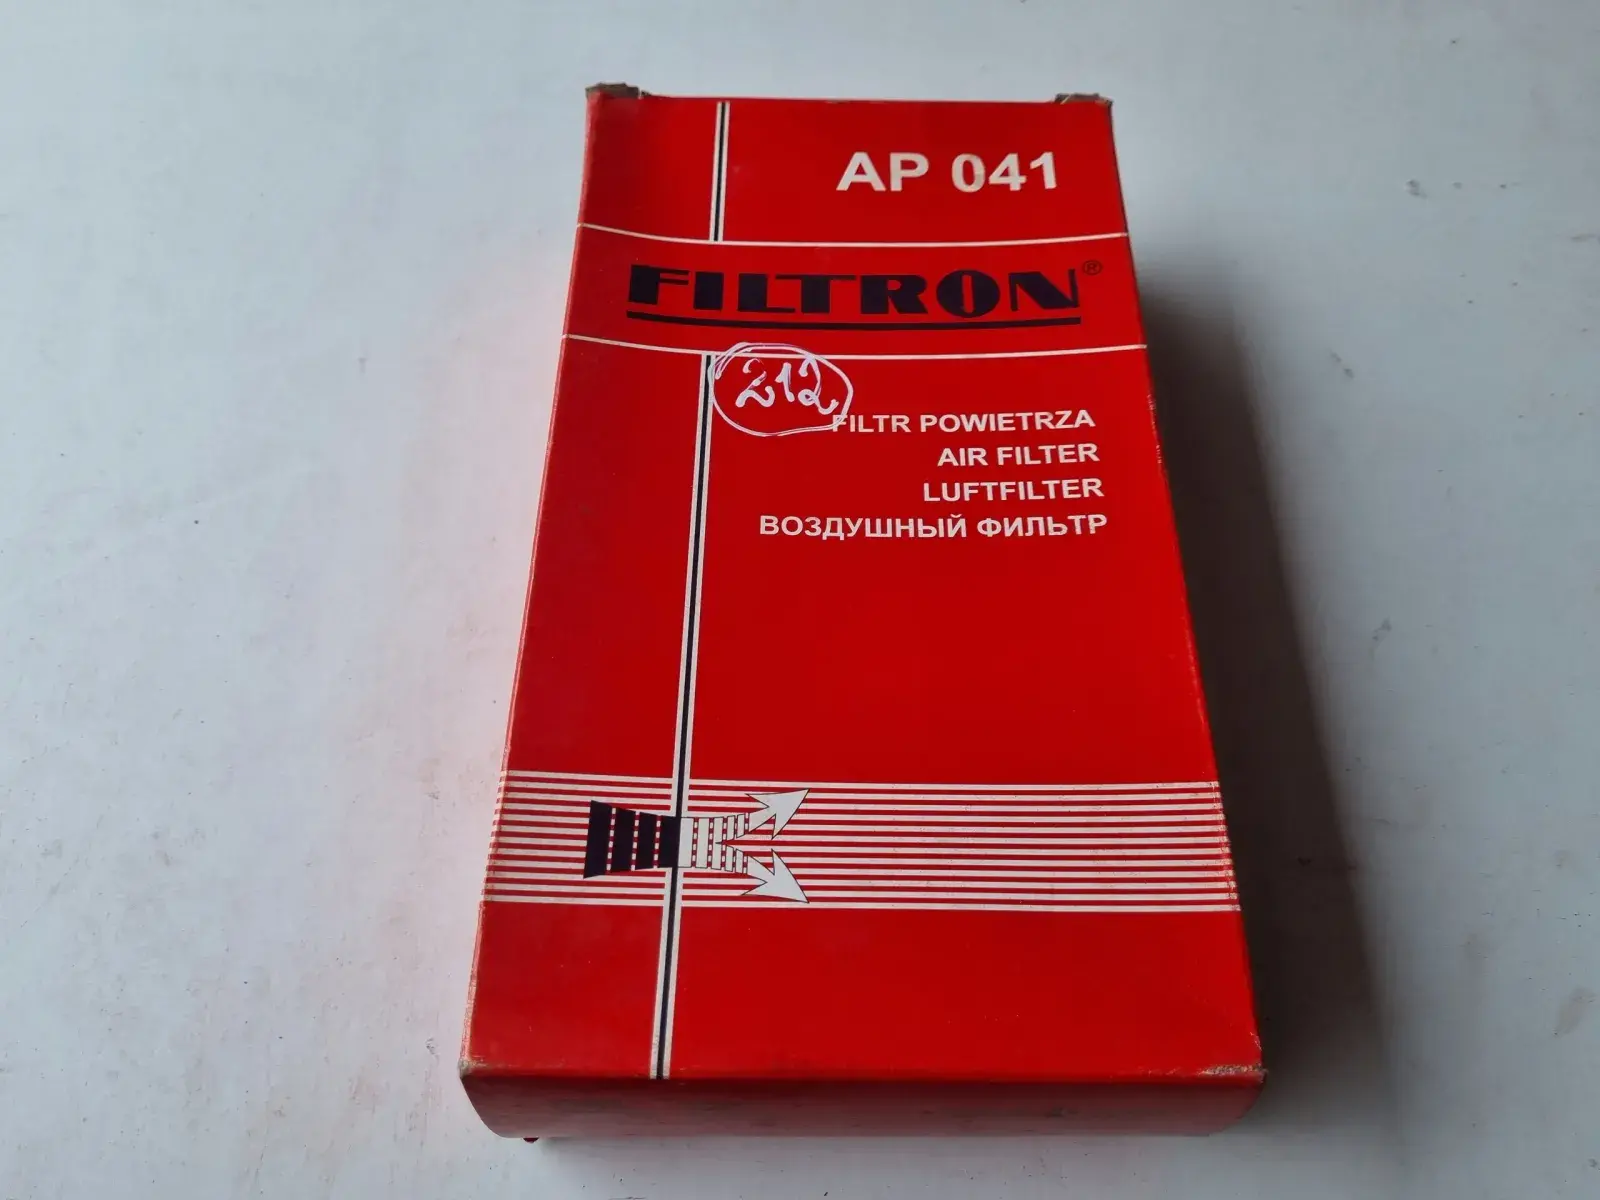 AP 041
FILTRON®
212
FILTR POWIETRZA
AIR FILTER
LUFTFILTER
ВОЗДУШНЫЙ ФИЛЬТР